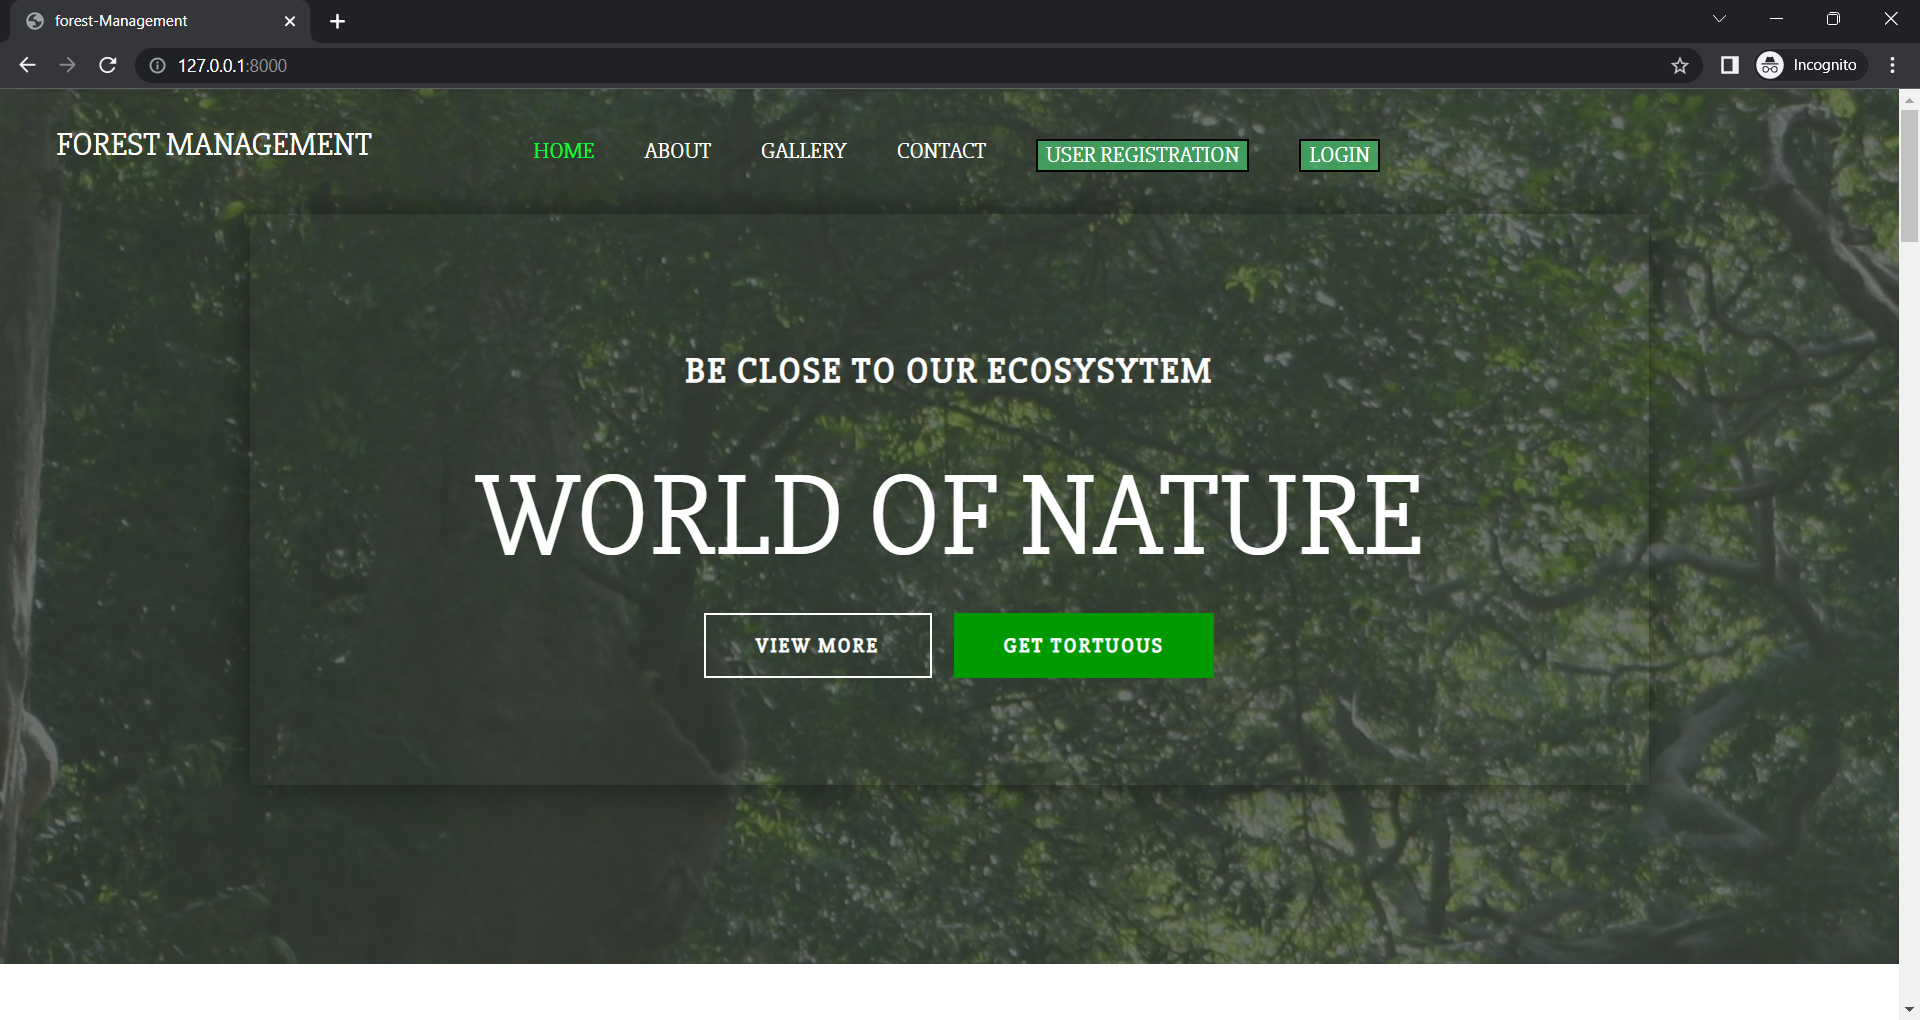 forest-Management
127.0.0.1:8000
Incognito
FOREST MANAGEMENT
HOME ABOUT GALLERY CONTACT USER REGISTRATION LOGIN
BE CLOSE TO OUR ECOSYSYTEM
WORLD OF NATURE
VIEW MORE GET TORTUOUS